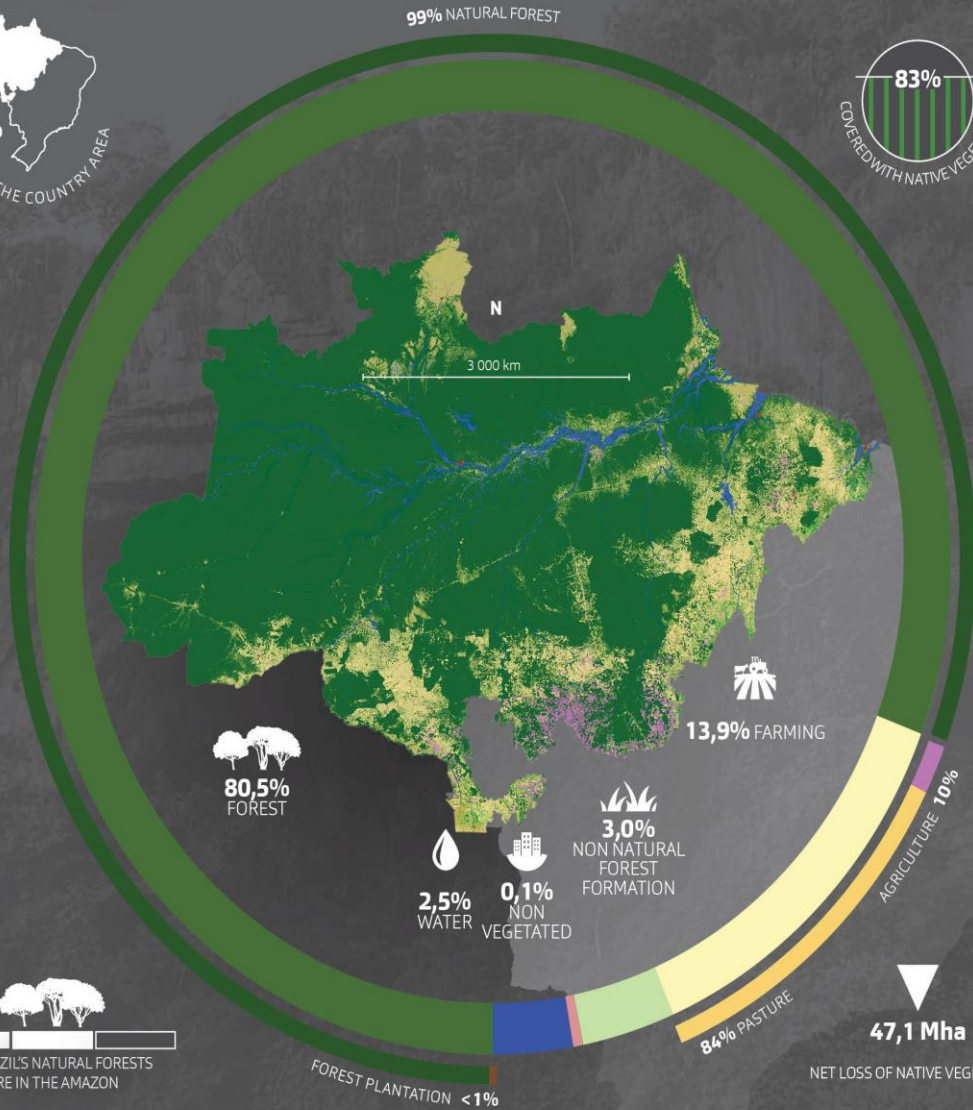 99% NATURAL FOREST
THE COUNTRY AREA
83%
COVERED WITH NATIVE
N
3 000 km
13,9% FARMING
80,5%
FOREST
3,0%
NON NATURAL
FOREST
FORMATION
2,5%
WATER
0,1%
NON
VEGETATED
AGRICULTURE 10%
84% PASTURE
47,1 Mha
NET LOSS OF NATIVE
ZIL'S NATURAL FORESTS
RE IN THE AMAZON
FOREST PLANTATION <1%